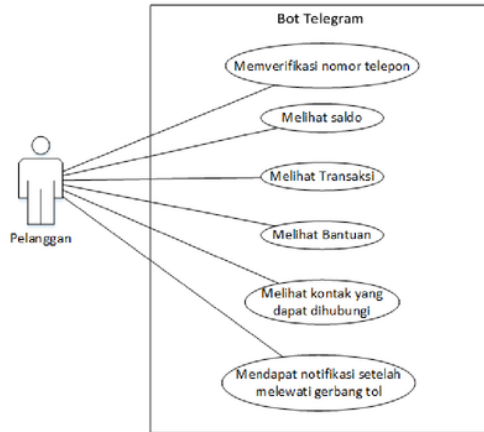 Bot Telegram
Memverifikasi nomor telepon
Melihat saldo
Melihat Transaksi
Pelanggan
Melihat Bantuan
Melihat kontak yang
dapat dihubungi
Mendapat notifikasi setelah
melewati gerbang tol